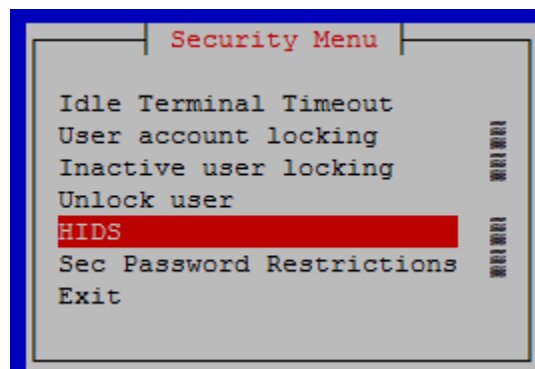 Security Menu
Idle Terminal Timeout
User account locking
Inactive user locking
Unlock user
HIDS
Sec Password Restrictions
Exit